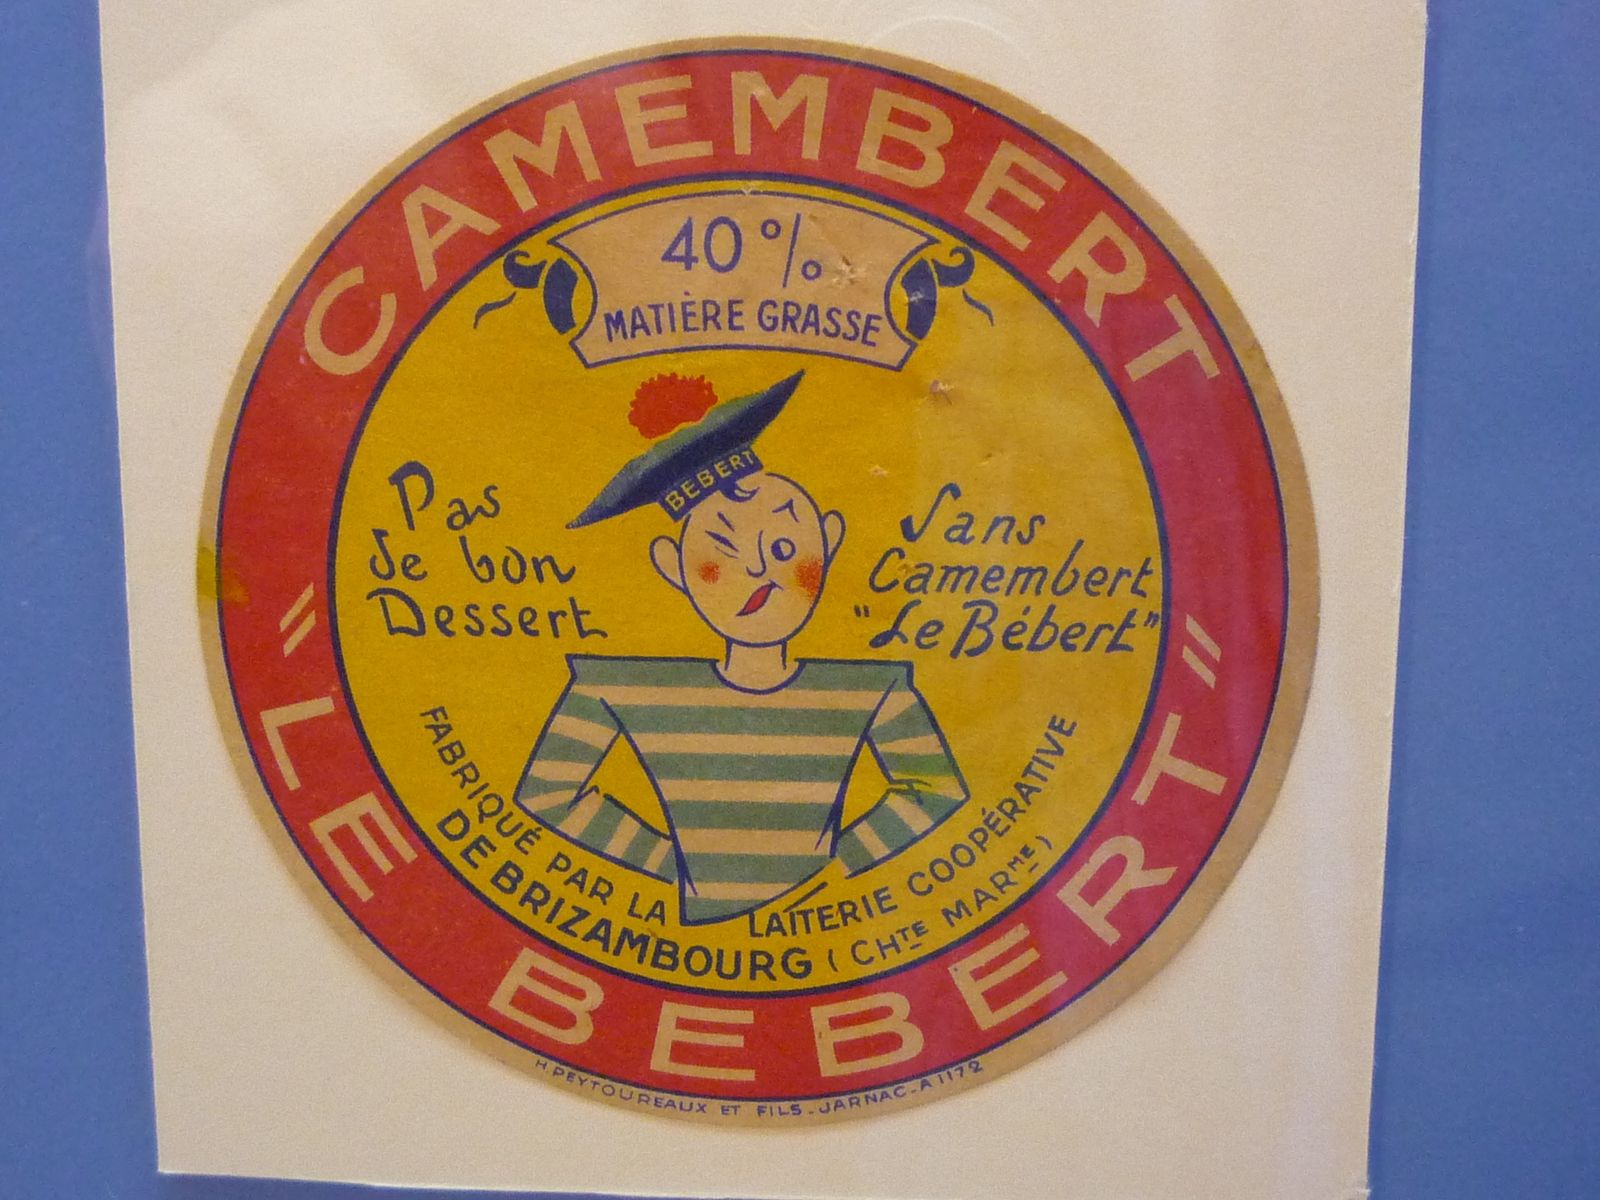 CAMEMBERT
40%
MATIÈRE GRASSE
BEBERT
Pas
de bon
Dessert
Sans
Camembert
"Le Bébert"
FABRIQUÉ PAR LA LAITERIE COOPÉRATIVE
DE BRIZAMBOURG (CHTE MARME)
"LE BEBERT"
H. PEYTOUREAUX ET FILS - JARNAC - A 1172